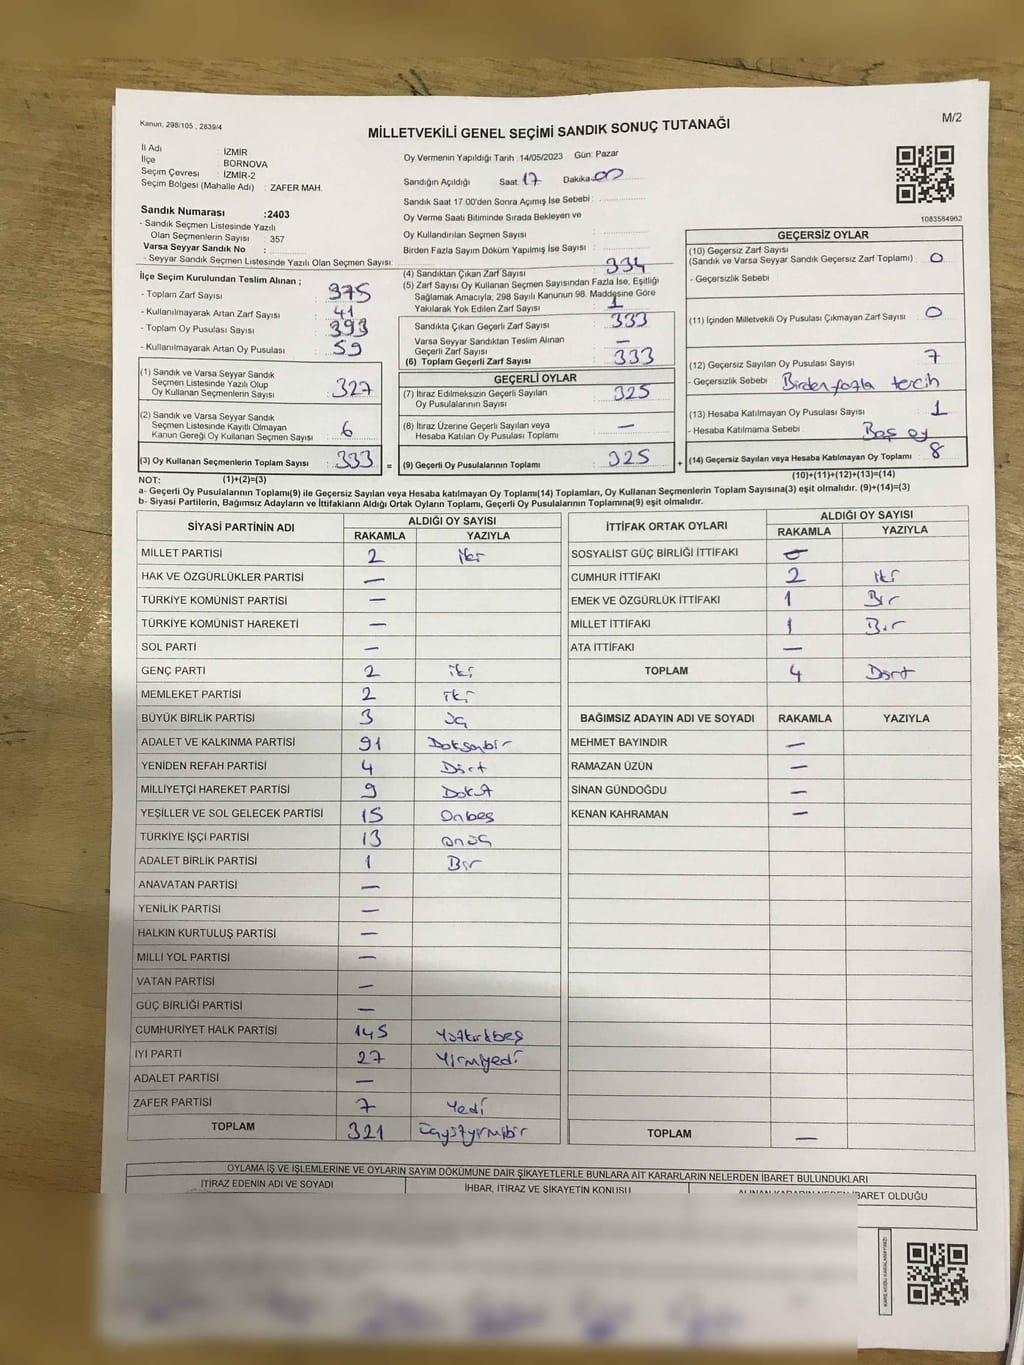 Kanun, 298/105 , 2839/4
MİLLETVEKİLİ GENEL SEÇİMİ SANDIK SONUÇ TUTANAĞI
M/2
İl Adı : İZMİR
İlçe : BORNOVA
Seçim Çevresi : İZMİR-2
Seçim Bölgesi (Mahalle Adı) : ZAFER MAH.
Sandık Numarası :2403
- Sandık Seçmen Listesinde Yazılı
Olan Seçmenlerin Sayısı : 357
Varsa Seyyar Sandık No :
- Seyyar Sandık Seçmen Listesinde Yazılı Olan Seçmen Sayısı:
Oy Vermenin Yapıldığı Tarih :14/05/2023 Gün: Pazar
Sandığın Açıldığı Saat: 17 Dakika: 00
Sandık Saat 17.00'den Sonra Açılmış İse Sebebi :
Oy Verme Saati Bitiminde Sırada Bekleyen ve
Oy Kullandırılan Seçmen Sayısı :
Birden Fazla Sayım Döküm Yapılmış İse Sayısı :
1083584962
İlçe Seçim Kurulundan Teslim Alınan ;
- Toplam Zarf Sayısı : 375
- Kullanılmayarak Artan Zarf Sayısı : 41
- Toplam Oy Pusulası Sayısı : 393
- Kullanılmayarak Artan Oy Pusulası : 59
(1) Sandık ve Varsa Seyyar Sandık
Seçmen Listesinde Yazılı Olup
Oy Kullanan Seçmen Sayısı : 327
(2) Sandık ve Varsa Seyyar Sandık
Seçmen Listesinde Kayıtlı Olmayan
Kanun Gereği Oy Kullanan Seçmen Sayısı : 6
(3) Oy Kullanan Seçmenlerin Toplam Sayısı : 333 =
(4) Sandıktan Çıkan Zarf Sayısı : 334
(5) Zarf Sayısı Oy Kullanan Seçmen Sayısından Fazla İse, Eşitliği
Sağlamak Amacıyla, 298 Sayılı Kanunun 98. Maddesine Göre
Yakılarak Yok Edilen Zarf Sayısı : 1
Sandıkta Çıkan Geçerli Zarf Sayısı : 333
Varsa Seyyar Sandıktan Teslim Alınan
Geçerli Zarf Sayısı : —
(6) Toplam Geçerli Zarf Sayısı : 333
GEÇERLİ OYLAR
(7) İtiraz Edilmeksizin Geçerli Sayılan
Oy Pusulalarının Sayısı : 325
(8) İtiraz Üzerine Geçerli Sayılan veya
Hesaba Katılan Oy Pusulası Toplamı : —
(9) Geçerli Oy Pusulalarının Toplamı : 325 +
GEÇERSİZ OYLAR
(10) Geçersiz Zarf Sayısı
(Sandık ve Varsa Seyyar Sandık Geçersiz Zarf Toplamı) : 0
- Geçersizlik Sebebi :
(11) İçinden Milletvekili Oy Pusulası Çıkmayan Zarf Sayısı : 0
(12) Geçersiz Sayılan Oy Pusulası Sayısı : 7
- Geçersizlik Sebebi : Birden fazla tercih
(13) Hesaba Katılmayan Oy Pusulası Sayısı : 1
- Hesaba Katılmama Sebebi : Boş oy
(14) Geçersiz Sayılan veya Hesaba Katılmayan Oy Toplamı : 8
NOT: (1)+(2)=(3)
(10)+(11)+(12)+(13)=(14)
a- Geçerli Oy Pusulalarının Toplamı(9) ile Geçersiz Sayılan veya Hesaba katılmayan Oy Toplamı(14) Toplamları, Oy Kullanan Seçmenlerin Toplam Sayısına(3) eşit olmalıdır. (9)+(14)=(3)
b- Siyasi Partilerin, Bağımsız Adayların ve İttifakların Aldığı Ortak Oyların Toplamı, Geçerli Oy Pusulalarının Toplamına(9) eşit olmalıdır.
SİYASİ PARTİNİN ADI ALDIĞI OY SAYISI
RAKAMLA YAZIYLA
MİLLET PARTİSİ 2 iki
HAK VE ÖZGÜRLÜKLER PARTİSİ —
TÜRKİYE KOMÜNİST PARTİSİ —
TÜRKİYE KOMÜNİST HAREKETİ —
SOL PARTİ —
GENÇ PARTİ 2 iki
MEMLEKET PARTİSİ 2 iki
BÜYÜK BİRLİK PARTİSİ 3 üç
ADALET VE KALKINMA PARTİSİ 91 Doksanbir
YENİDEN REFAH PARTİSİ 4 Dört
MİLLİYETÇİ HAREKET PARTİSİ 9 Dokuz
YEŞİLLER VE SOL GELECEK PARTİSİ 15 Onbeş
TÜRKİYE İŞÇİ PARTİSİ 13 onüç
ADALET BİRLİK PARTİSİ 1 Bir
ANAVATAN PARTİSİ —
YENİLİK PARTİSİ —
HALKIN KURTULUŞ PARTİSİ —
MİLLİ YOL PARTİSİ —
VATAN PARTİSİ —
GÜÇ BİRLİĞİ PARTİSİ —
CUMHURİYET HALK PARTİSİ 145 Yüzkırkbeş
İYİ PARTİ 27 Yirmiyedi
ADALET PARTİSİ —
ZAFER PARTİSİ 7 Yedi
TOPLAM 321 üçyüzyirmibir
İTTİFAK ORTAK OYLARI ALDIĞI OY SAYISI
RAKAMLA YAZIYLA
SOSYALİST GÜÇ BİRLİĞİ İTTİFAKI —
CUMHUR İTTİFAKI 2 iki
EMEK VE ÖZGÜRLÜK İTTİFAKI 1 Bir
MİLLET İTTİFAKI 1 Bir
ATA İTTİFAKI —
TOPLAM 4 Dört
BAĞIMSIZ ADAYIN ADI VE SOYADI RAKAMLA YAZIYLA
MEHMET BAYINDIR —
RAMAZAN ÜZÜN —
SİNAN GÜNDOĞDU —
KENAN KAHRAMAN —
TOPLAM —
OYLAMA İŞ VE İŞLEMLERİNE VE OYLARIN SAYIM DÖKÜMÜNE DAİR ŞİKAYETLERLE BUNLARA AİT KARARLARIN NELERDEN İBARET BULUNDUKLARI
İTİRAZ EDENİN ADI VE SOYADI İHBAR, İTİRAZ VE ŞİKAYETİN KONUSU ALINAN KARARIN NEDEN İBARET OLDUĞU